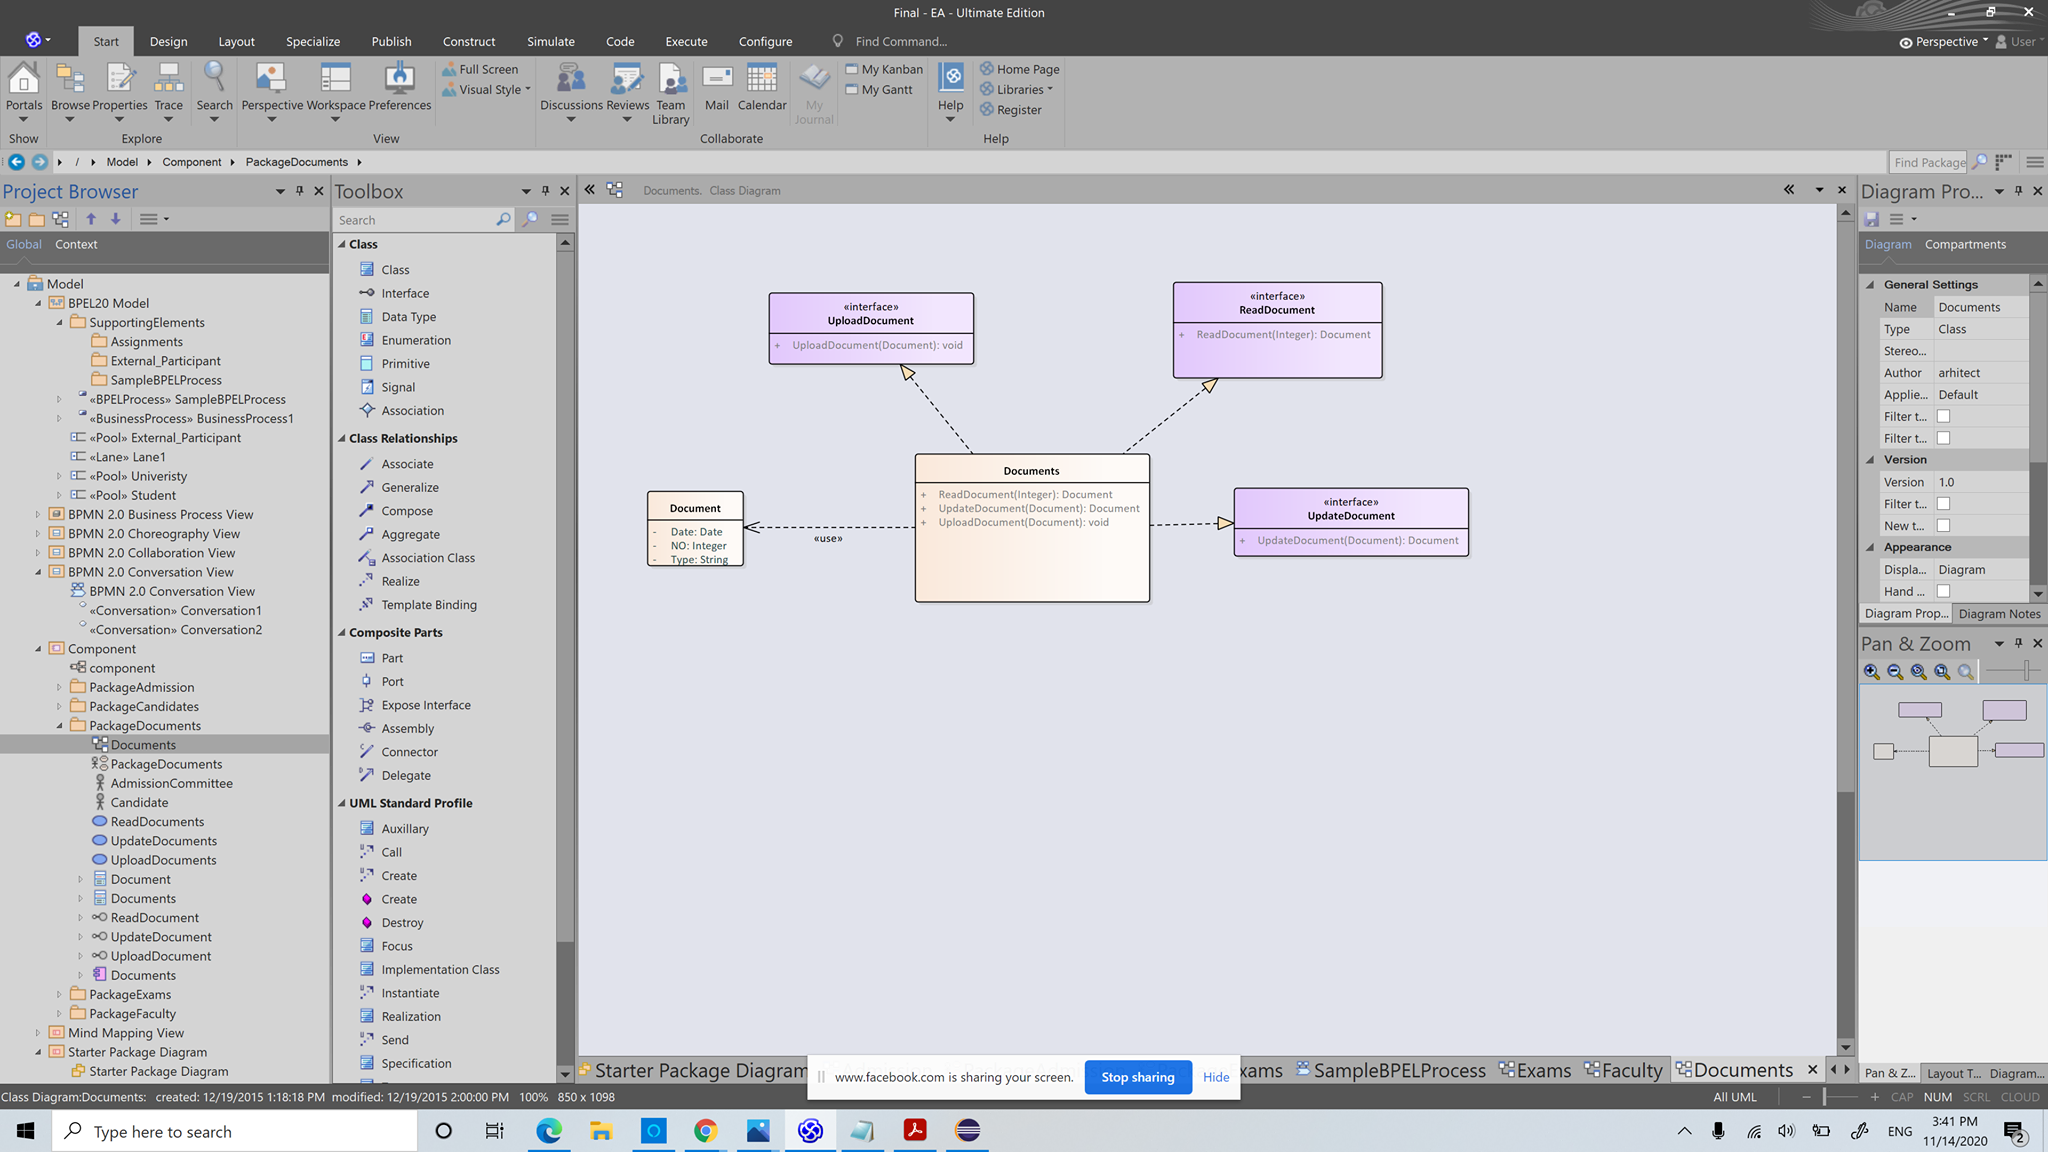 Final - EA - Ultimate Edition
Start Design Layout Specialize Publish Construct Simulate Code Execute Configure Find Command... Perspective User
Portals Browse Properties Trace Search Perspective Workspace Preferences Full Screen Visual Style Discussions Reviews Team Library Mail Calendar My Journal My Kanban My Gantt Help Home Page Libraries Register
Show Explore View Collaborate Help
/ Model Component PackageDocuments Find Package
Project Browser
Global Context
Model
BPEL20 Model
SupportingElements
Assignments
External_Participant
SampleBPELProcess
«BPELProcess» SampleBPELProcess
«BusinessProcess» BusinessProcess1
«Pool» External_Participant
«Lane» Lane1
«Pool» Univeristy
«Pool» Student
BPMN 2.0 Business Process View
BPMN 2.0 Choreography View
BPMN 2.0 Collaboration View
BPMN 2.0 Conversation View
BPMN 2.0 Conversation View
«Conversation» Conversation1
«Conversation» Conversation2
Component
component
PackageAdmission
PackageCandidates
PackageDocuments
Documents
PackageDocuments
AdmissionCommittee
Candidate
ReadDocuments
UpdateDocuments
UploadDocuments
Document
Documents
ReadDocument
UpdateDocument
UploadDocument
Documents
PackageExams
PackageFaculty
Mind Mapping View
Starter Package Diagram
Starter Package Diagram
Toolbox
Search
Class
Class
Interface
Data Type
Enumeration
Primitive
Signal
Association
Class Relationships
Associate
Generalize
Compose
Aggregate
Association Class
Realize
Template Binding
Composite Parts
Part
Port
Expose Interface
Assembly
Connector
Delegate
UML Standard Profile
Auxillary
Call
Create
Create
Destroy
Focus
Implementation Class
Instantiate
Realization
Send
Specification
Documents. Class Diagram
«interface»
UploadDocument
+ UploadDocument(Document): void
«interface»
ReadDocument
+ ReadDocument(Integer): Document
Documents
+ ReadDocument(Integer): Document
+ UpdateDocument(Document): Document
+ UploadDocument(Document): void
Document
- Date: Date
- NO: Integer
- Type: String
«use»
«interface»
UpdateDocument
+ UpdateDocument(Document): Document
Diagram Pro...
Diagram Compartments
General Settings
Name Documents
Type Class
Stereo...
Author arhitect
Applie... Default
Filter t...
Filter t...
Version
Version 1.0
Filter t...
New t...
Appearance
Displa... Diagram
Hand ...
Diagram Prop... Diagram Notes
Pan & Zoom
Starter Package Diagram xams SampleBPELProcess Exams Faculty Documents
Pan & Z... Layout T... Diagram...
www.facebook.com is sharing your screen. Stop sharing Hide
Class Diagram:Documents: created: 12/19/2015 1:18:18 PM modified: 12/19/2015 2:00:00 PM 100% 850 x 1098 All UML CAP NUM SCRL CLOUD
Type here to search
ENG
3:41 PM
11/14/2020
2